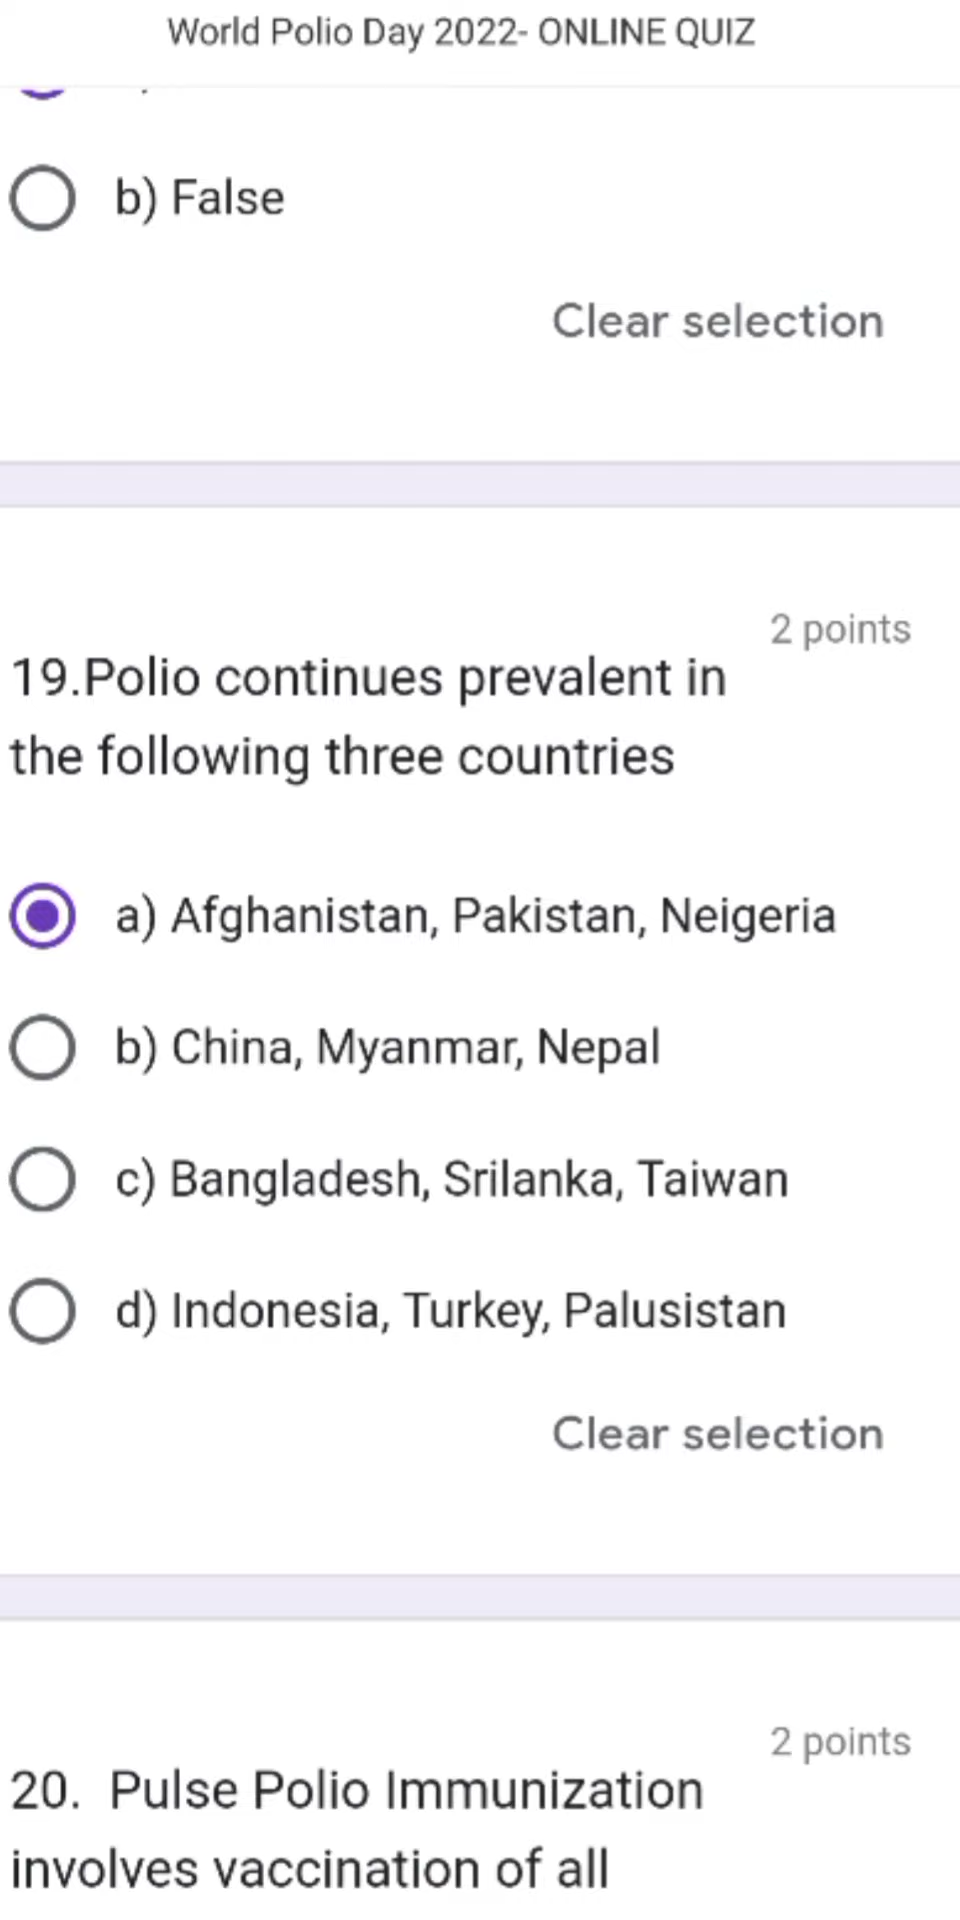 World Polio Day 2022- ONLINE QUIZ
b) False
Clear selection
2 points
19.Polio continues prevalent in
the following three countries
a) Afghanistan, Pakistan, Neigeria
b) China, Myanmar, Nepal
c) Bangladesh, Srilanka, Taiwan
d) Indonesia, Turkey, Palusistan
Clear selection
2 points
20. Pulse Polio Immunization
involves vaccination of all